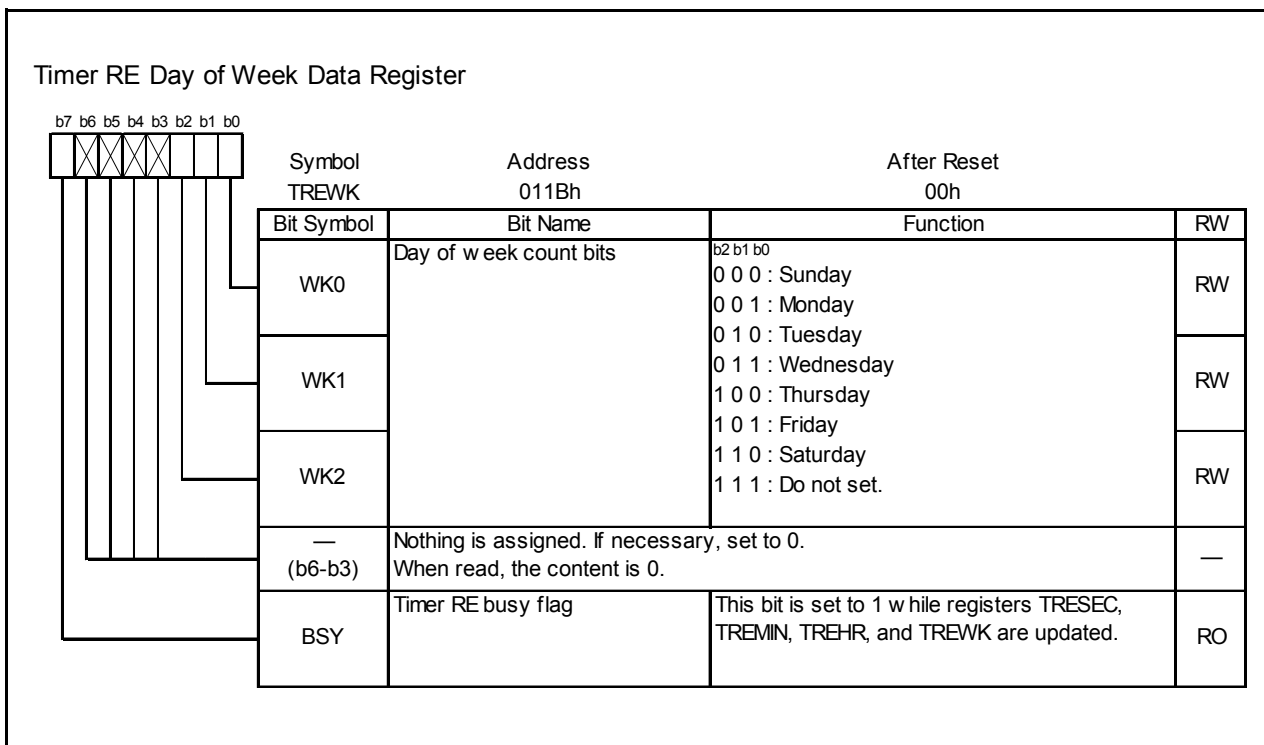 Timer RE Day of Week Data Register
b7 b6 b5 b4 b3 b2 b1 b0
Symbol Address After Reset
TREWK 011Bh 00h
Bit Symbol Bit Name Function RW
WK0 Day of week count bits b2 b1 b0 RW
0 0 0 : Sunday
0 0 1 : Monday
0 1 0 : Tuesday
WK1 0 1 1 : Wednesday RW
1 0 0 : Thursday
1 0 1 : Friday
WK2 1 1 0 : Saturday RW
1 1 1 : Do not set.
— Nothing is assigned. If necessary, set to 0. —
(b6-b3) When read, the content is 0.
BSY Timer RE busy flag This bit is set to 1 while registers TRESEC, RO
TREMIN, TREHR, and TREWK are updated.